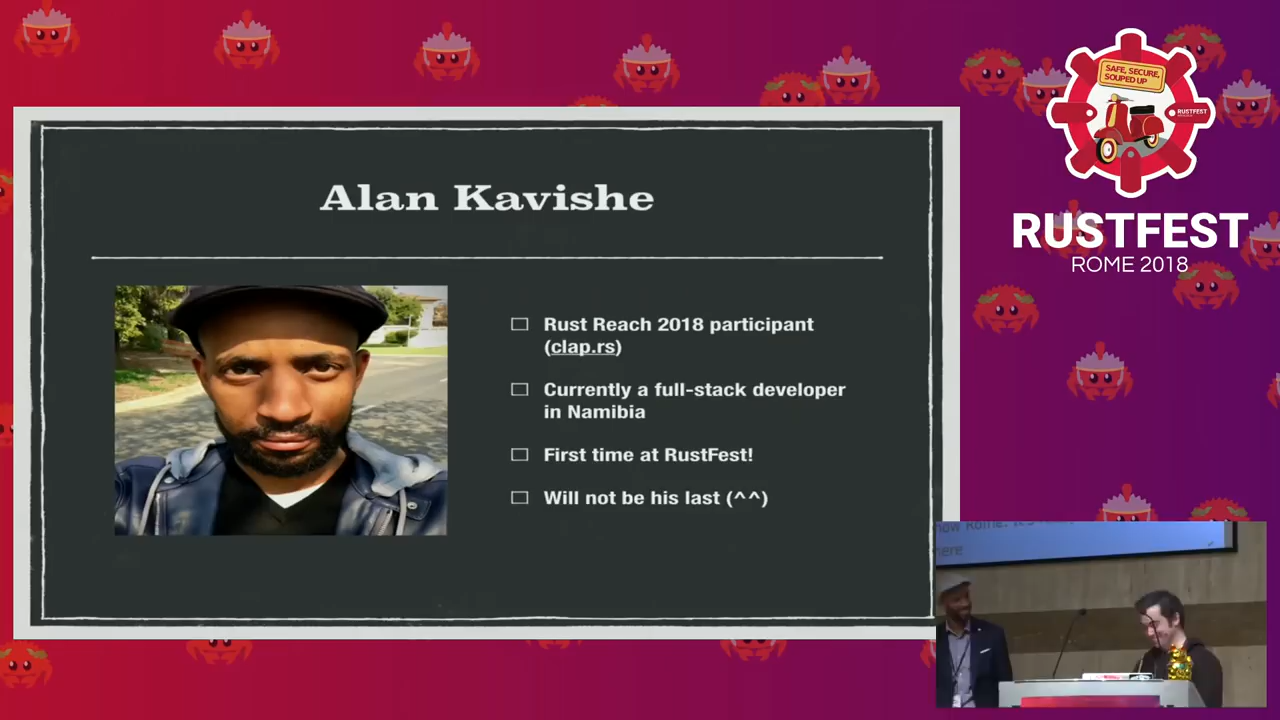 Alan Kavishe
Rust Reach 2018 participant
(clap.rs)
Currently a full-stack developer
in Namibia
First time at RustFest!
Will not be his last (^^)
SAFE, SECURE,
SOUPED UP
RUSTFEST
RUSTFEST
ROME 2018
here